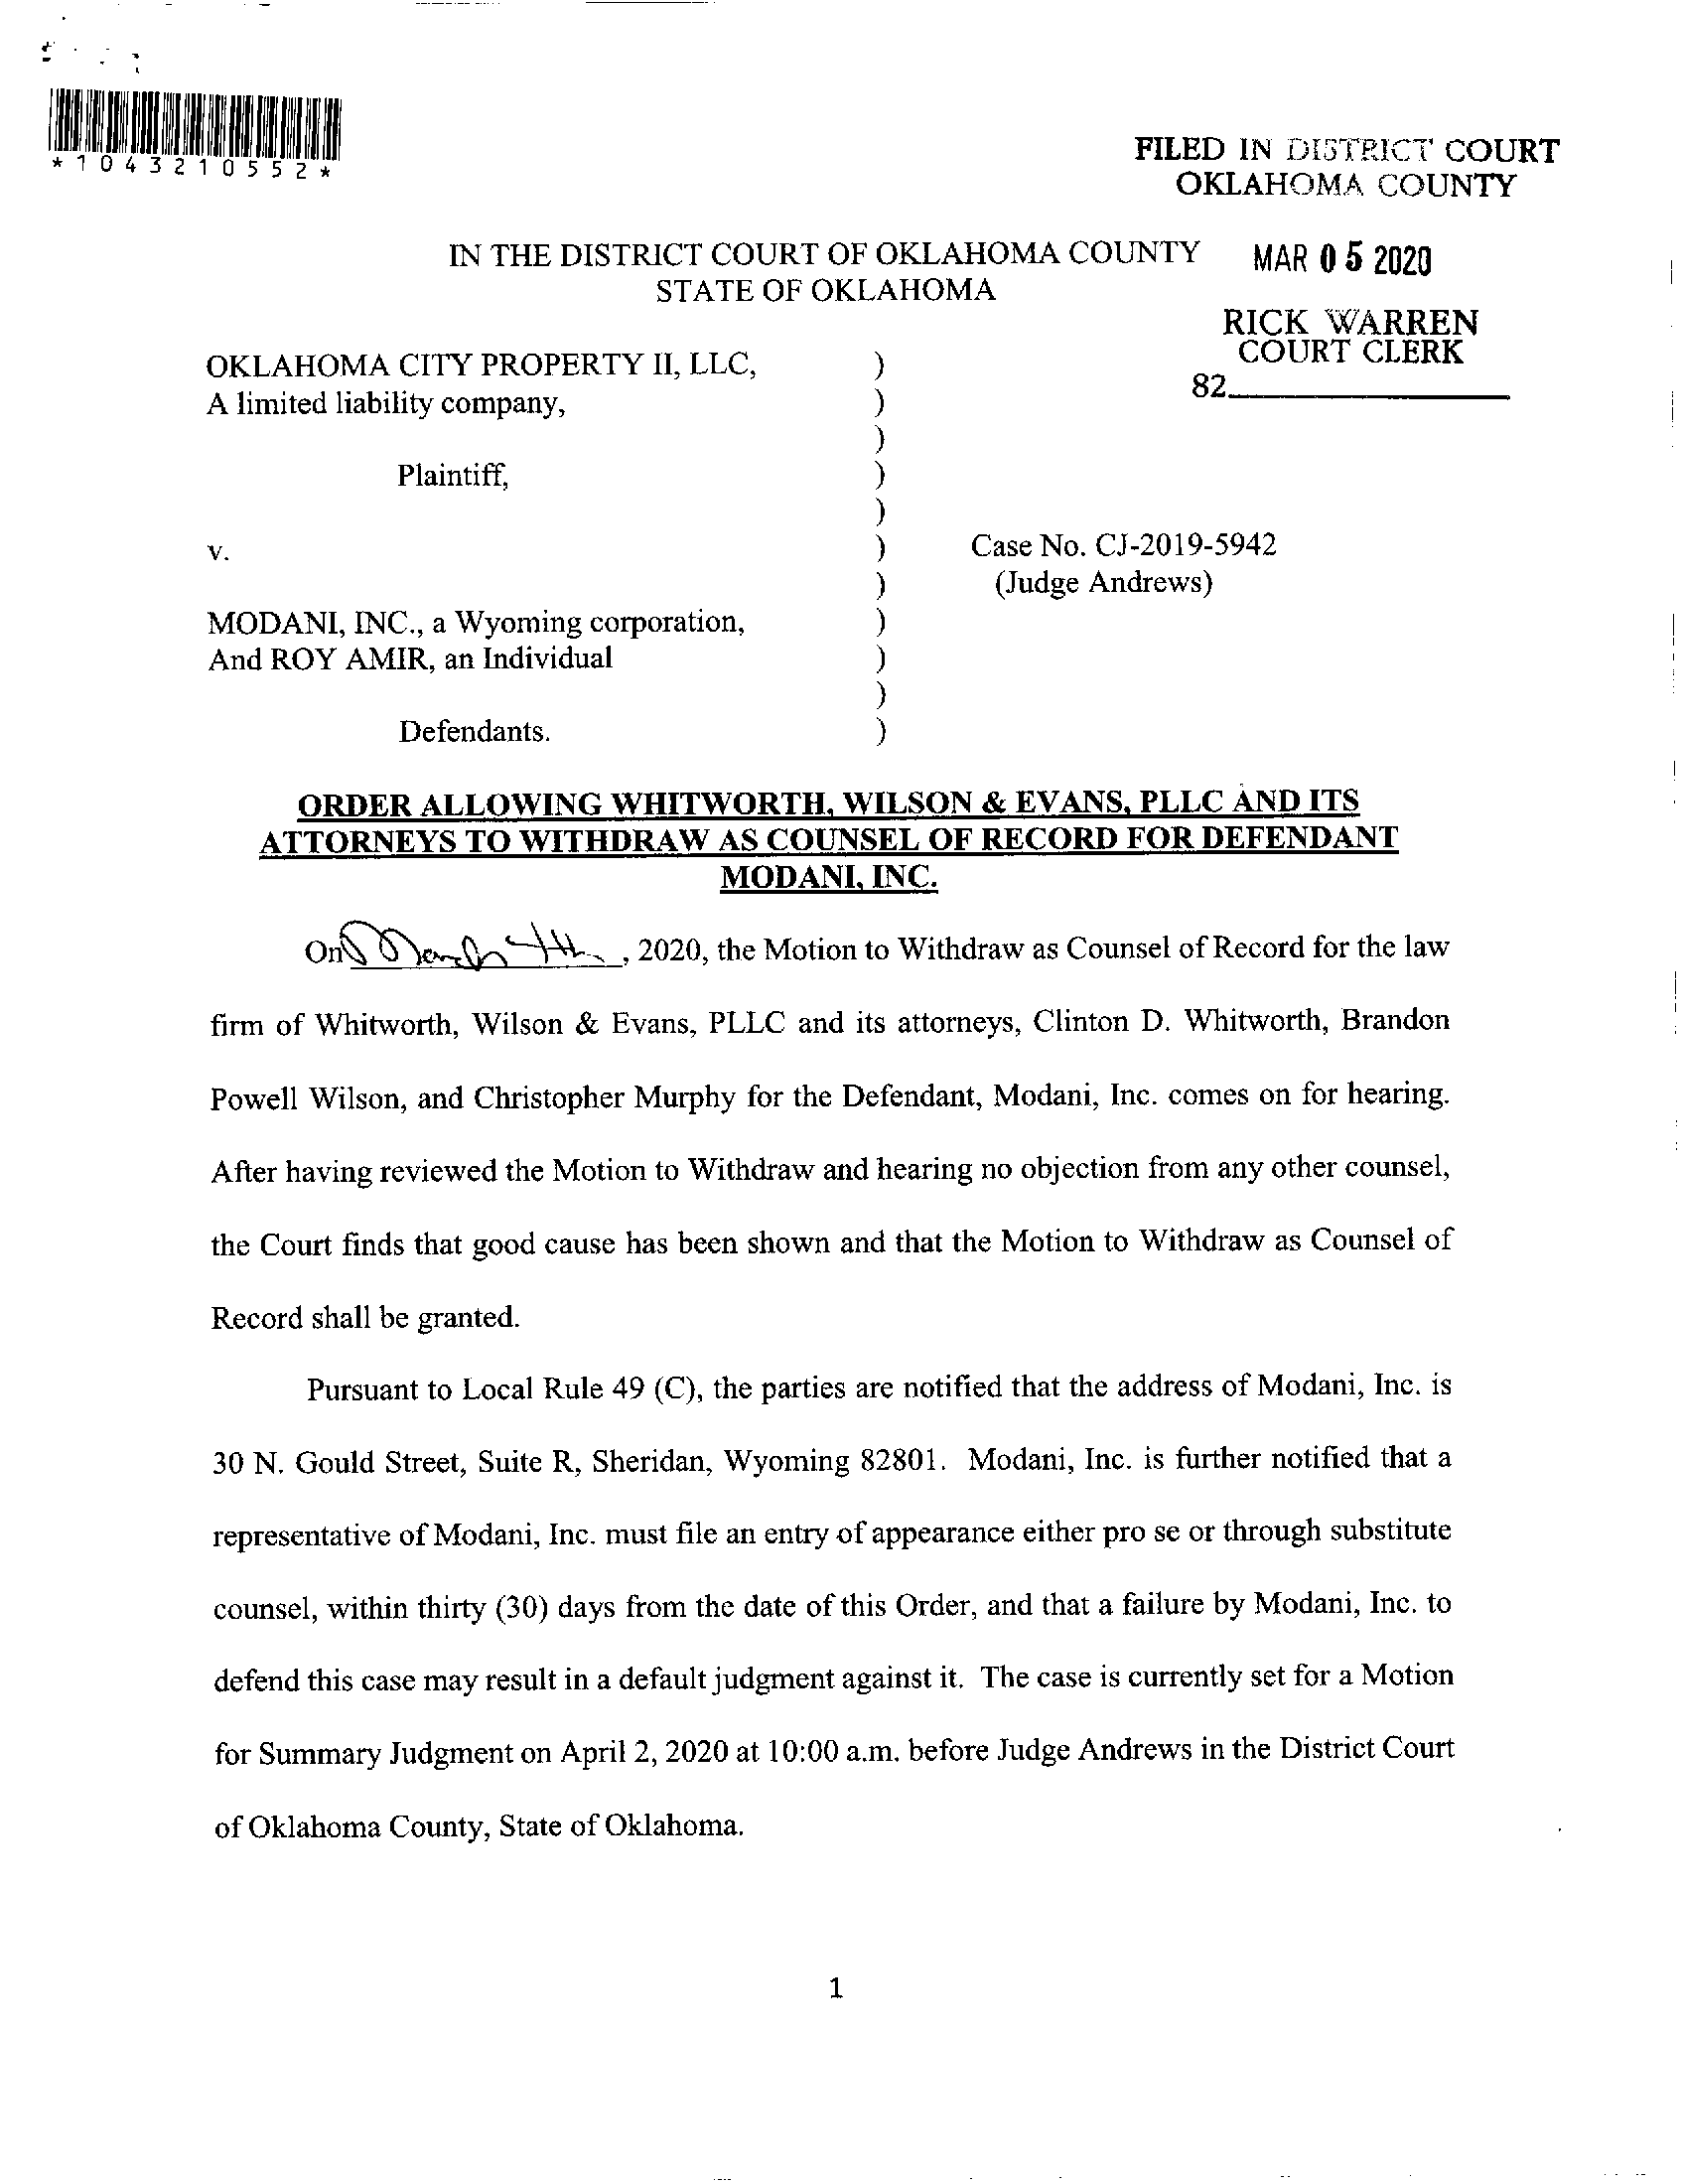 *1043210552*
FILED IN DISTRICT COURT
OKLAHOMA COUNTY
IN THE DISTRICT COURT OF OKLAHOMA COUNTY
MAR 05 2020
STATE OF OKLAHOMA
RICK WARREN
COURT CLERK
82
OKLAHOMA CITY PROPERTY II, LLC, )
A limited liability company, )
)
Plaintiff, )
)
v. ) Case No. CJ-2019-5942
) (Judge Andrews)
MODANI, INC., a Wyoming corporation, )
And ROY AMIR, an Individual )
)
Defendants. )
ORDER ALLOWING WHITWORTH, WILSON & EVANS, PLLC AND ITS
ATTORNEYS TO WITHDRAW AS COUNSEL OF RECORD FOR DEFENDANT
MODANI, INC.
On March, 2020, the Motion to Withdraw as Counsel of Record for the law
firm of Whitworth, Wilson & Evans, PLLC and its attorneys, Clinton D. Whitworth, Brandon
Powell Wilson, and Christopher Murphy for the Defendant, Modani, Inc. comes on for hearing.
After having reviewed the Motion to Withdraw and hearing no objection from any other counsel,
the Court finds that good cause has been shown and that the Motion to Withdraw as Counsel of
Record shall be granted.
Pursuant to Local Rule 49 (C), the parties are notified that the address of Modani, Inc. is
30 N. Gould Street, Suite R, Sheridan, Wyoming 82801. Modani, Inc. is further notified that a
representative of Modani, Inc. must file an entry of appearance either pro se or through substitute
counsel, within thirty (30) days from the date of this Order, and that a failure by Modani, Inc. to
defend this case may result in a default judgment against it. The case is currently set for a Motion
for Summary Judgment on April 2, 2020 at 10:00 a.m. before Judge Andrews in the District Court
of Oklahoma County, State of Oklahoma.
1